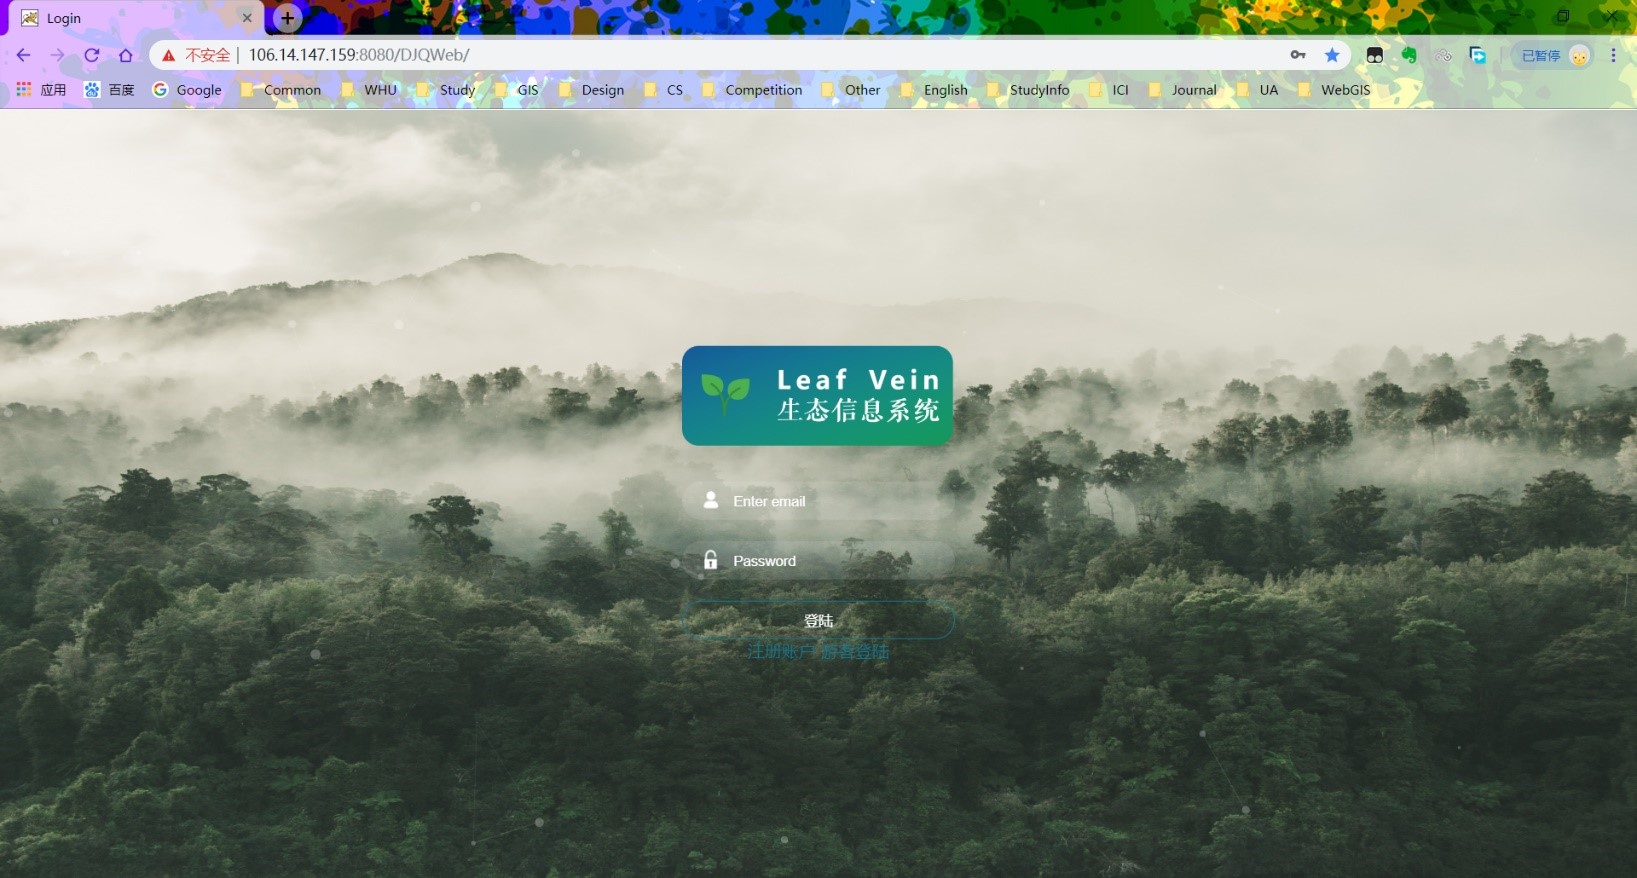 Login
不安全 | 106.14.147.159:8080/DJQWeb/
已暂停
应用 百度 Google Common WHU Study GIS Design CS Competition Other English StudyInfo ICI Journal UA WebGIS
Leaf Vein
生态信息系统
Enter email
Password
登陆
注册账户 游客登陆